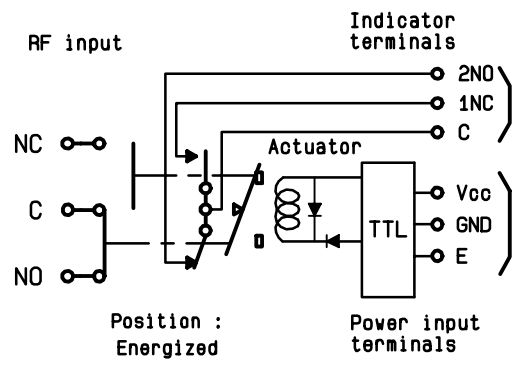 Indicator
terminals
RF input
2NO
1NC
C
NC
Actuator
C
Vcc
GND
TTL
E
NO
Position :
Energized
Power input
terminals